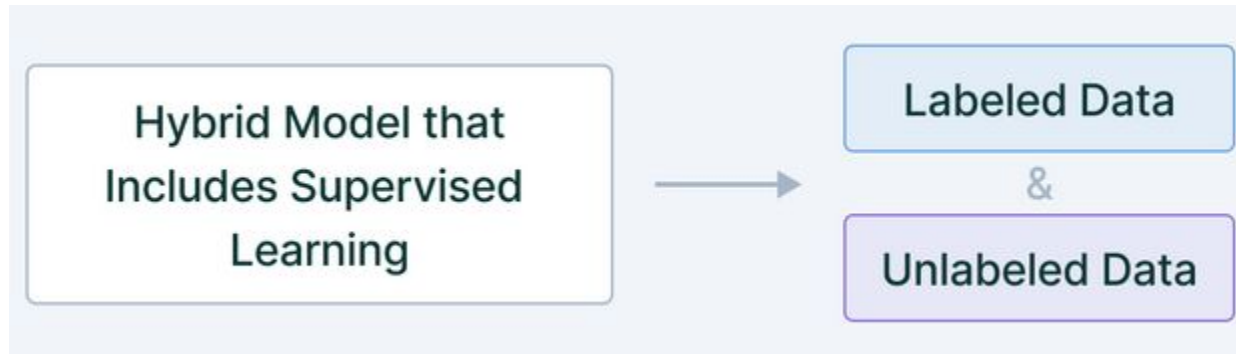 Hybrid Model that
Includes Supervised
Learning
Labeled Data
&
Unlabeled Data